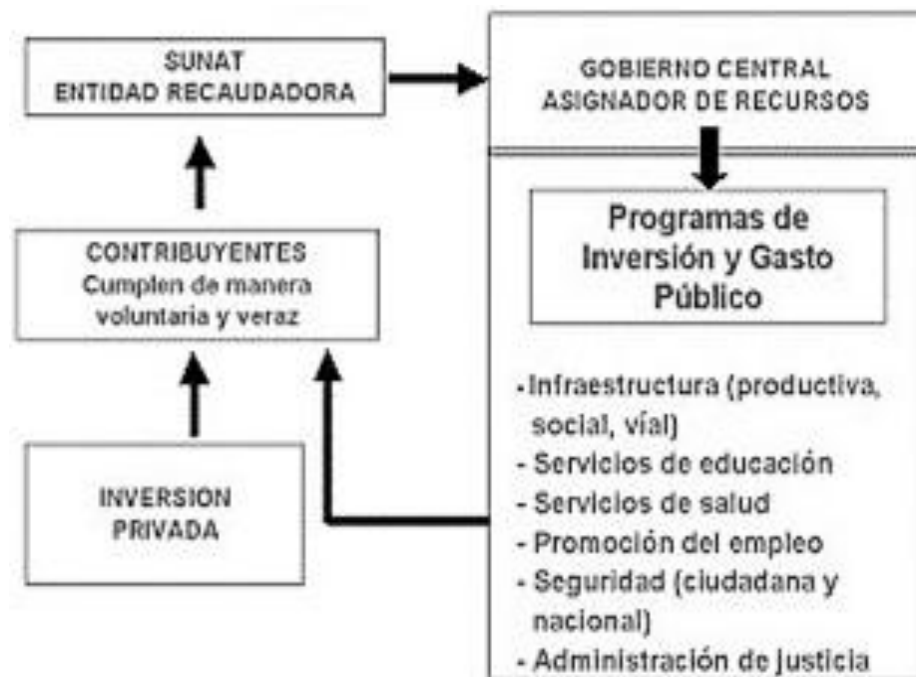 SUNAT
ENTIDAD RECAUDADORA
GOBIERNO CENTRAL
ASIGNADOR DE RECURSOS
CONTRIBUYENTES
Cumplen de manera
voluntaria y veraz
Programas de
Inversión y Gasto
Público
INVERSION
PRIVADA
- Infraestructura (productiva,
social, víal)
- Servicios de educación
- Servicios de salud
- Promoción del empleo
- Seguridad (ciudadana y
nacional)
- Administración de justicia